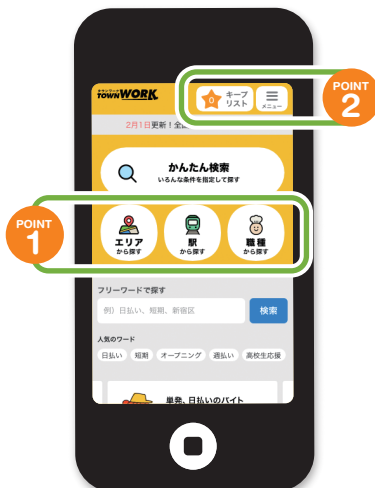 POINT
2
タウンワーク
TOWNWORK
0
キープ
リスト
メニュー
2月1日更新!全
かんたん検索
いろんな条件を指定して探す
POINT
1
エリア
から探す
駅
から探す
職種
から探す
フリーワードで探す
例）日払い、短期、新宿区
検索
人気のワード
日払い 短期 オープニング 週払い 高校生応援
単発、日払いのバイト